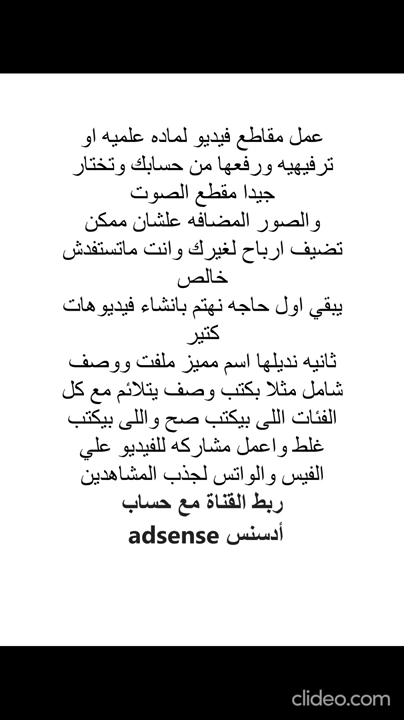 عمل مقاطع فيديو لماده علميه او
ترفيهيه ورفعها من حسابك وتختار
جيدا مقطع الصوت
والصور المضافه علشان ممكن
تضيف ارباح لغيرك وانت ماتستفدش
خالص
يبقي اول حاجه نهتم بانشاء فيديوهات
كتير
ثانيه نديلها اسم مميز ملفت ووصف
شامل مثلا بكتب وصف يتلائم مع كل
الفئات اللى بيكتب صح واللى بيكتب
غلط واعمل مشاركه للفيديو علي
الفيس والواتس لجذب المشاهدين
ربط القناة مع حساب
أدسنس adsense
clideo.com